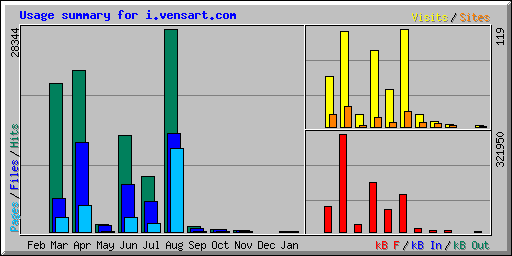 Usage summary for i.vensart.com
Visits/Sites
28344
119
Pages/Files/Hits
321950
Feb Mar Apr May Jun Jul Aug Sep Oct Nov Dec Jan
kB F/kB In/kB Out